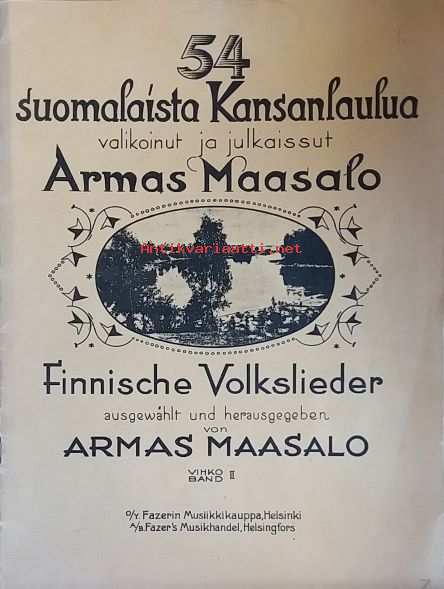 54
suomalaista Kansanlaulua
valikoinut ja julkaissut
Armas Maasalo
Antikvariaatti.net
Finnische Volkslieder
ausgewählt und herausgegeben
von
ARMAS MAASALO
VIHKO
BAND II
O/Y. Fazerin Musiikkikauppa, Helsinki
A/B. Fazer's Musikhandel, Helsingfors